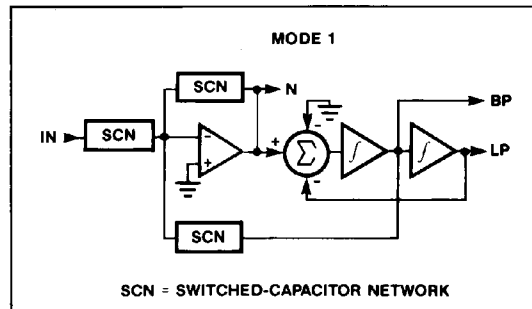 MODE 1
SCN
N
BP
IN
SCN
-
+
+
-
Σ
-
∫
∫
LP
SCN
SCN = SWITCHED-CAPACITOR NETWORK